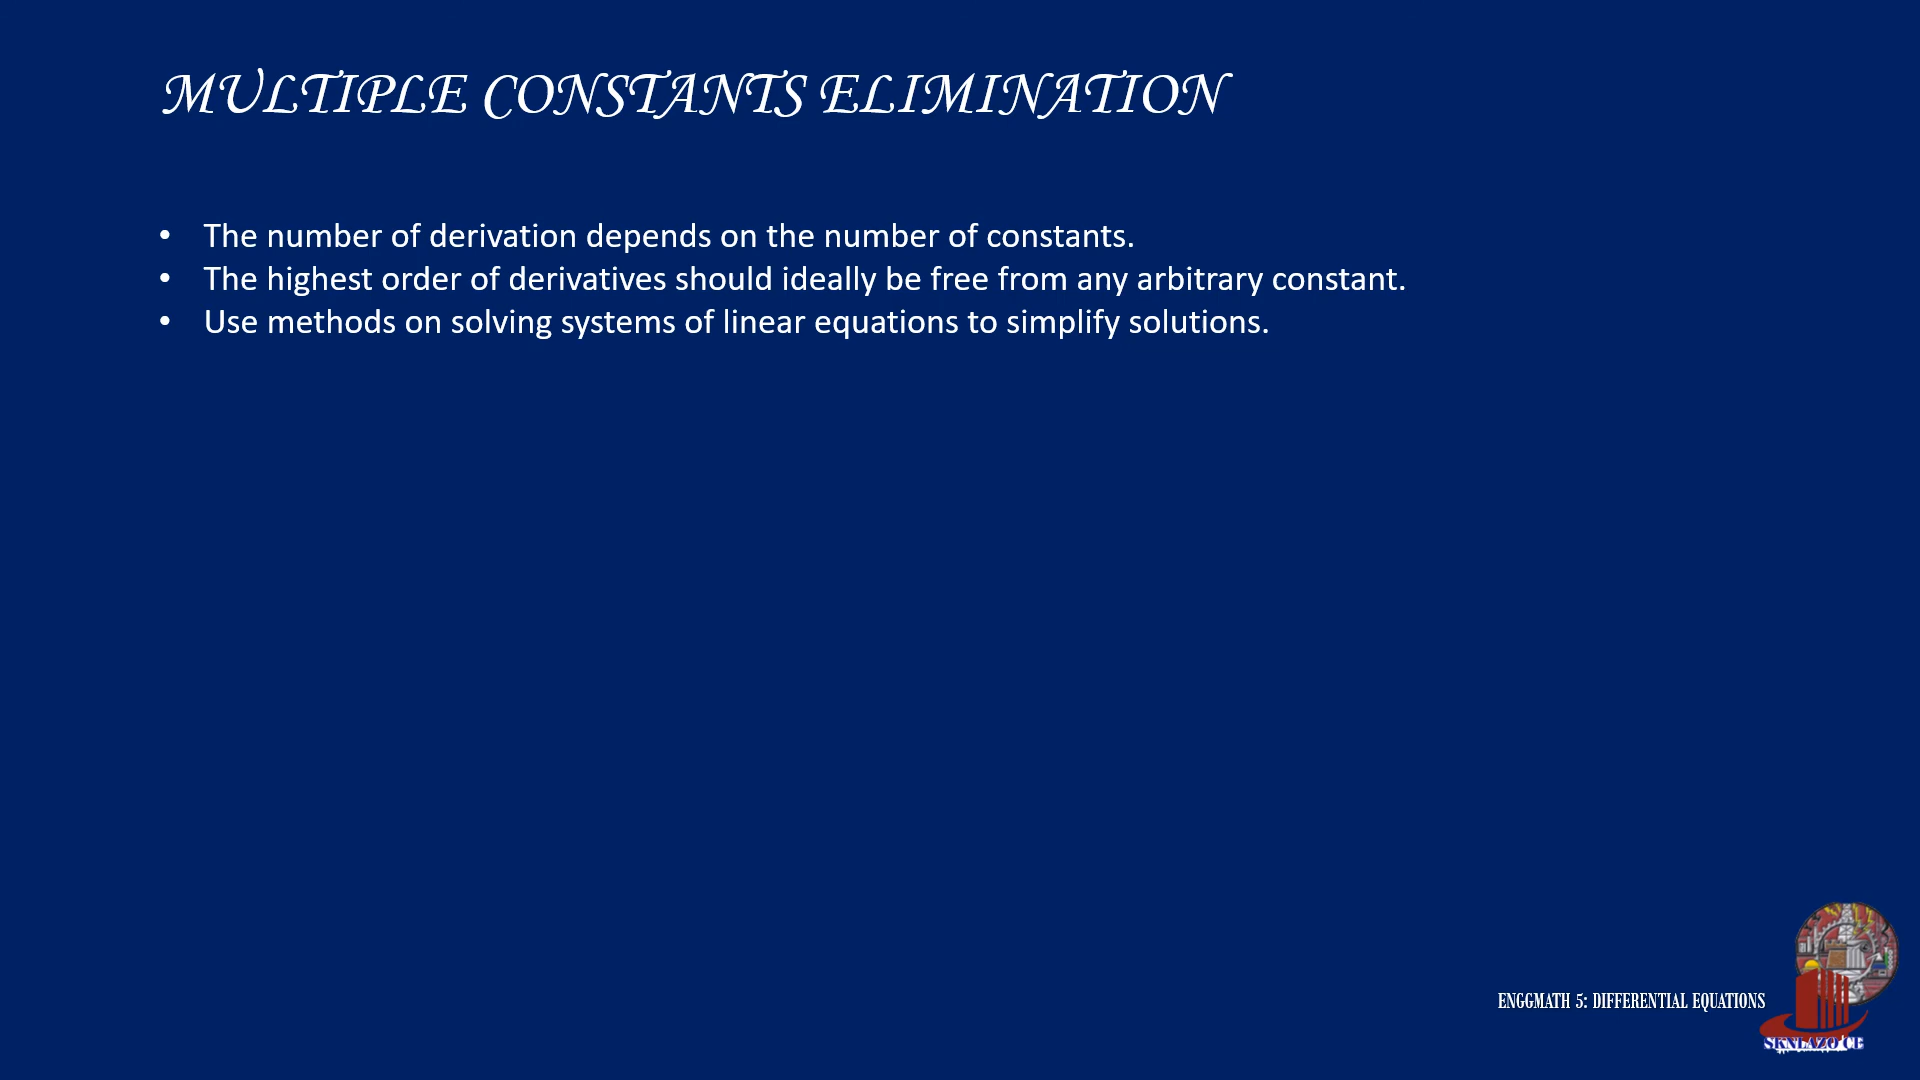 MULTIPLE CONSTANTS ELIMINATION
• The number of derivation depends on the number of constants.
• The highest order of derivatives should ideally be free from any arbitrary constant.
• Use methods on solving systems of linear equations to simplify solutions.
ENGGMATH 5: DIFFERENTIAL EQUATIONS
SKNLAZO CE